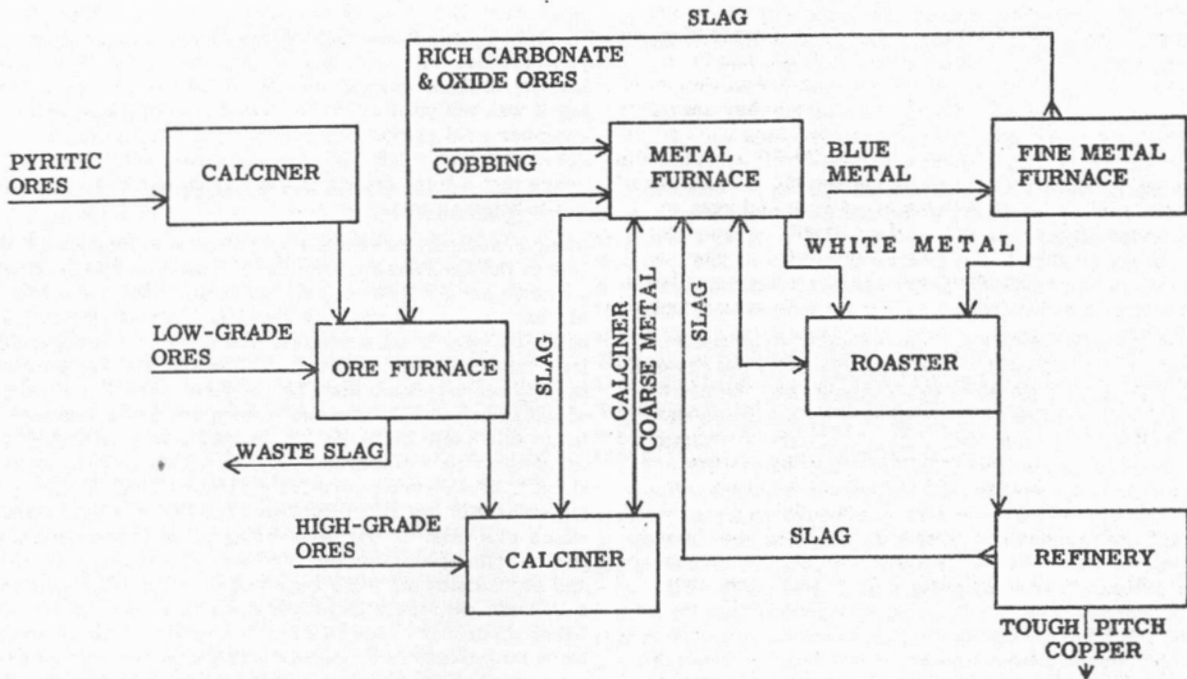 SLAG
RICH CARBONATE
& OXIDE ORES
PYRITIC
ORES
CALCINER
COBBING
METAL
FURNACE
BLUE
METAL
FINE METAL
FURNACE
WHITE METAL
LOW-GRADE
ORES
ORE FURNACE
SLAG
CALCINER
COARSE METAL
SLAG
ROASTER
WASTE SLAG
HIGH-GRADE
ORES
CALCINER
SLAG
REFINERY
TOUGH PITCH
COPPER